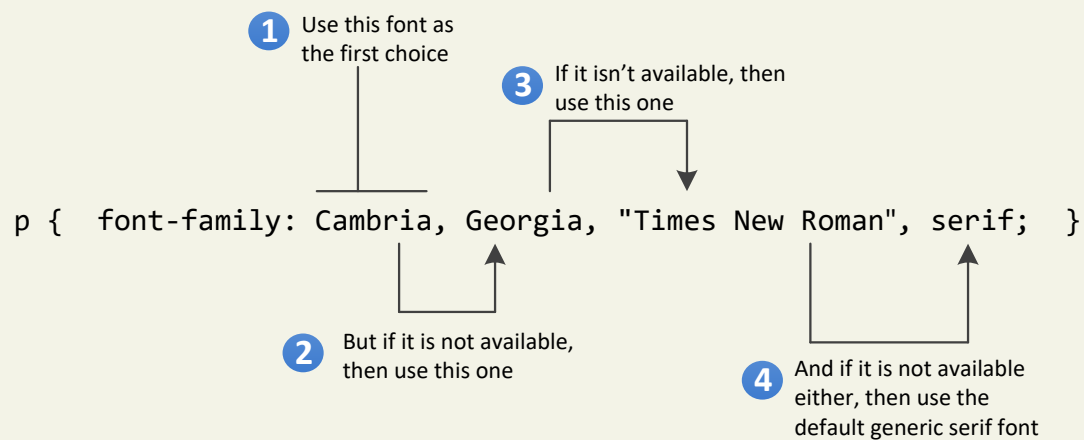 1 Use this font as
the first choice
3 If it isn’t available, then
use this one
p { font-family: Cambria, Georgia, "Times New Roman", serif; }
2 But if it is not available,
then use this one
4 And if it is not available
either, then use the
default generic serif font